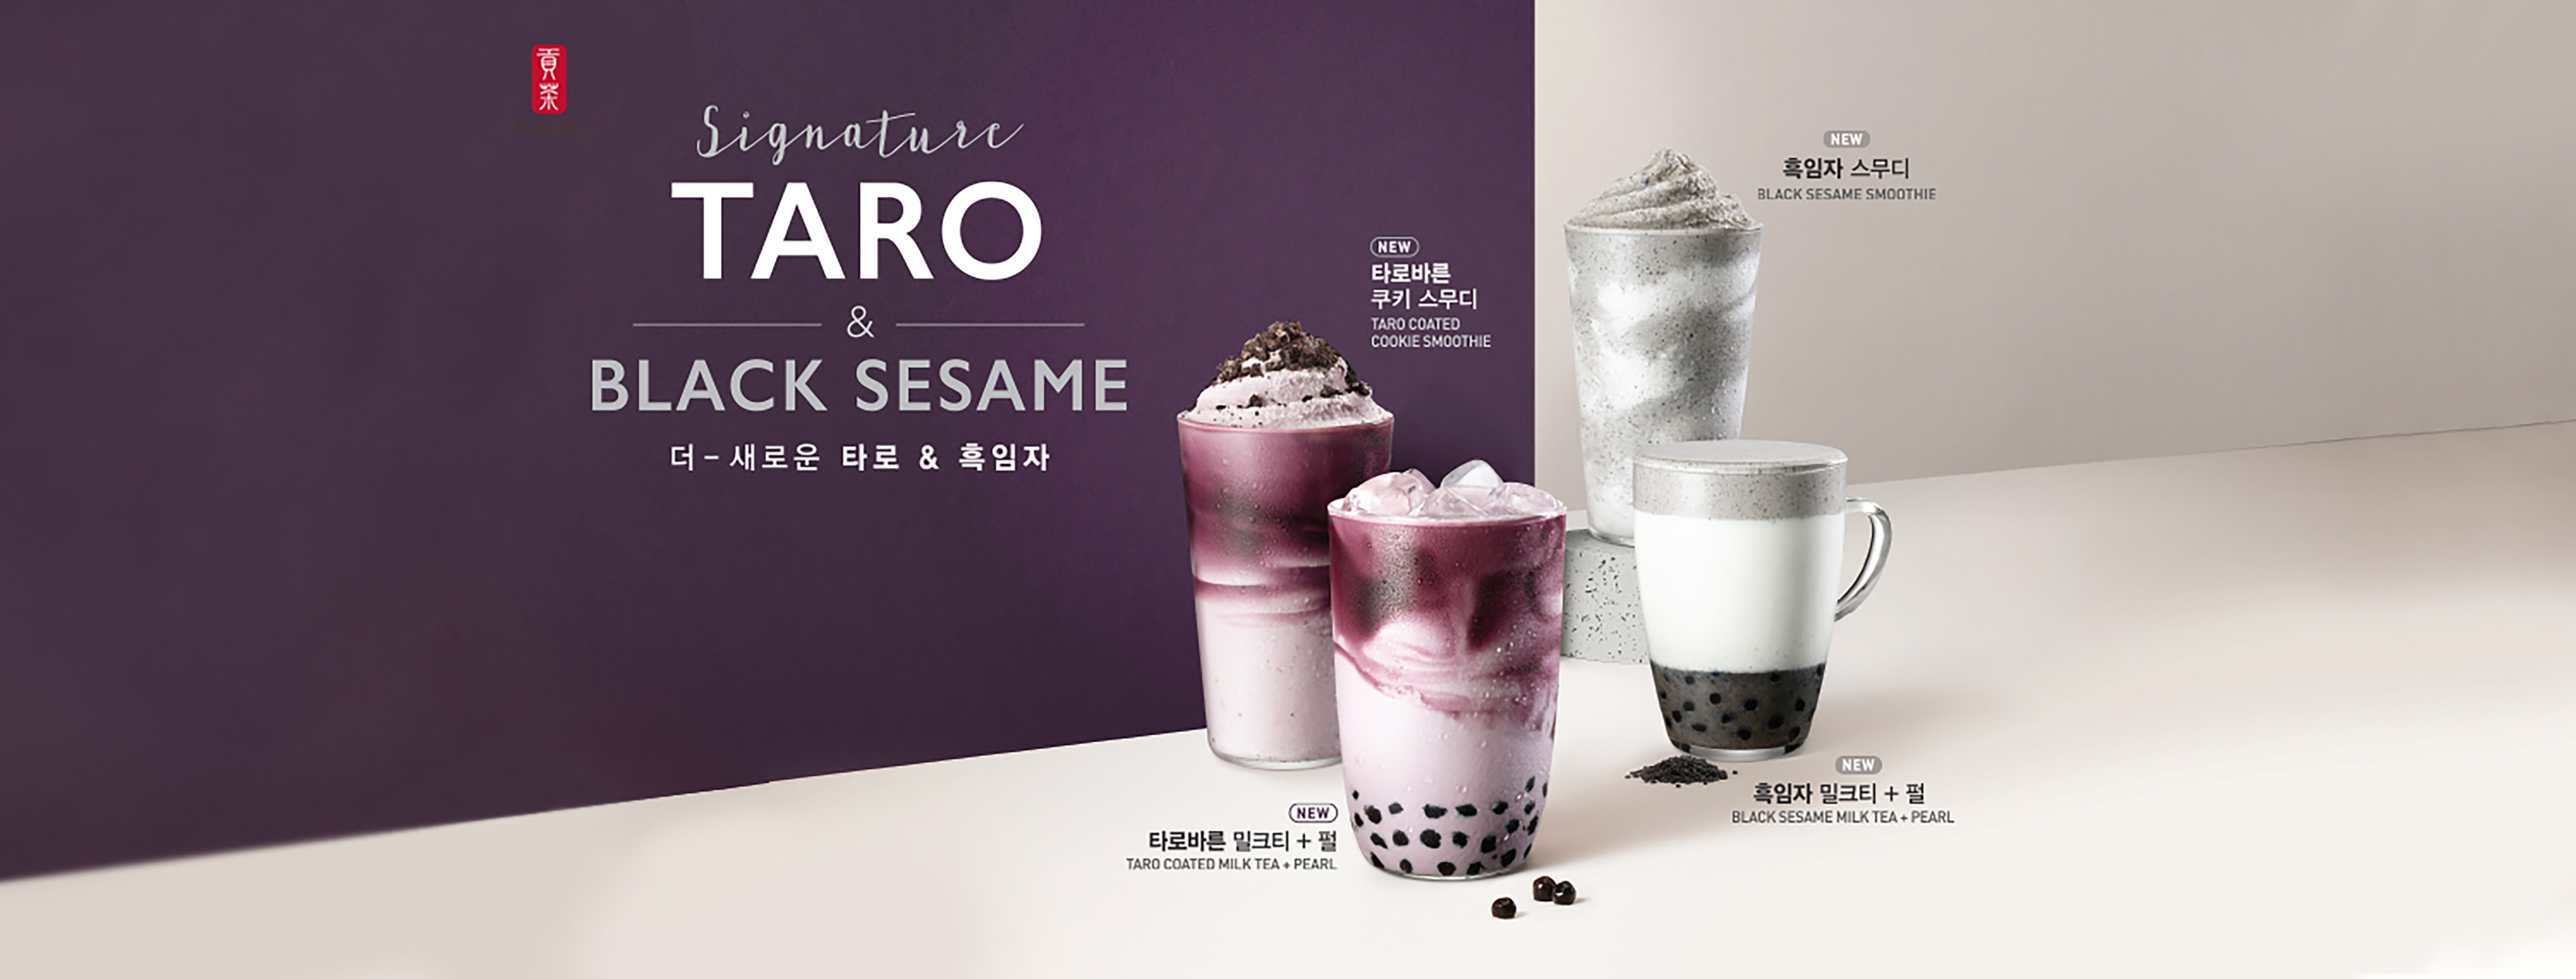 貢
茶
Signature
TARO
&
BLACK SESAME
더-새로운 타로 & 흑임자
NEW
타로바른
쿠키 스무디
TARO COATED
COOKIE SMOOTHIE
NEW
흑임자 스무디
BLACK SESAME SMOOTHIE
NEW
타로바른 밀크티 + 펄
TARO COATED MILK TEA + PEARL
NEW
흑임자 밀크티 + 펄
BLACK SESAME MILK TEA + PEARL